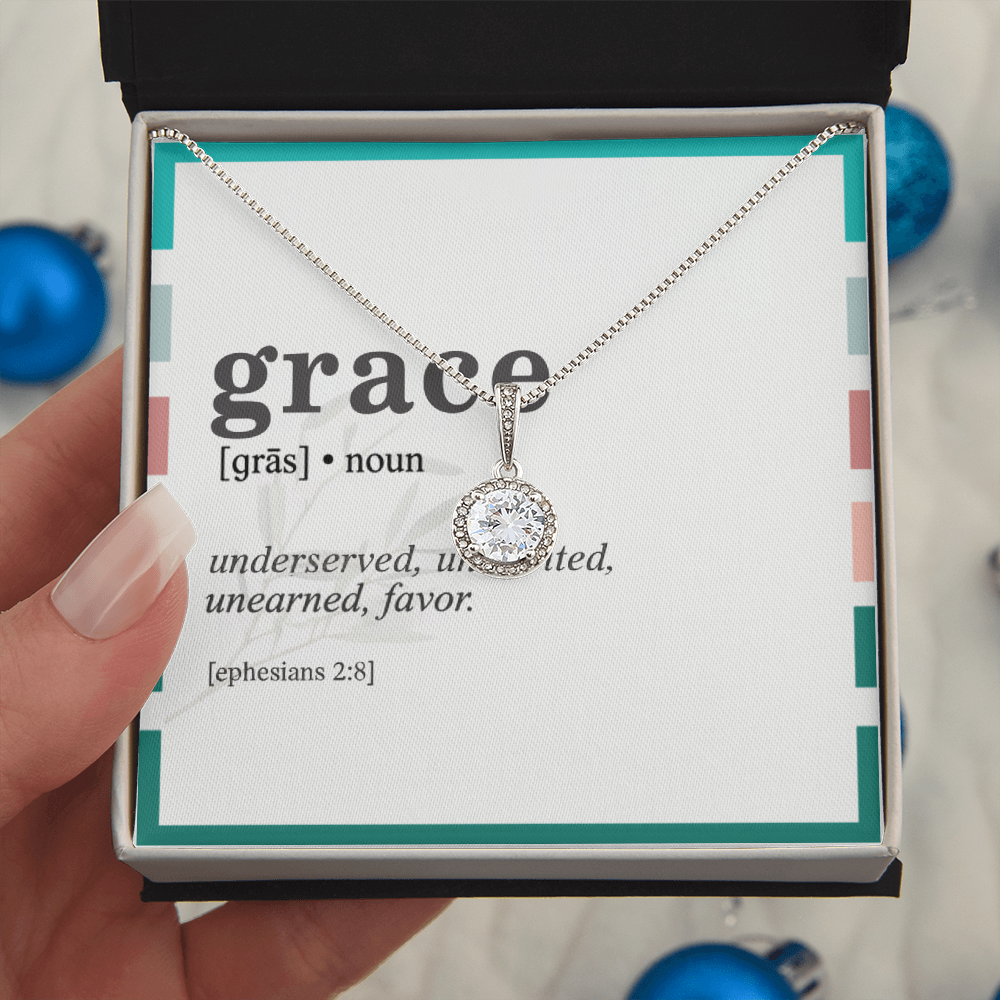 grace
[grās] • noun
underserved,
unearned, favor.
[ephesians 2:8]